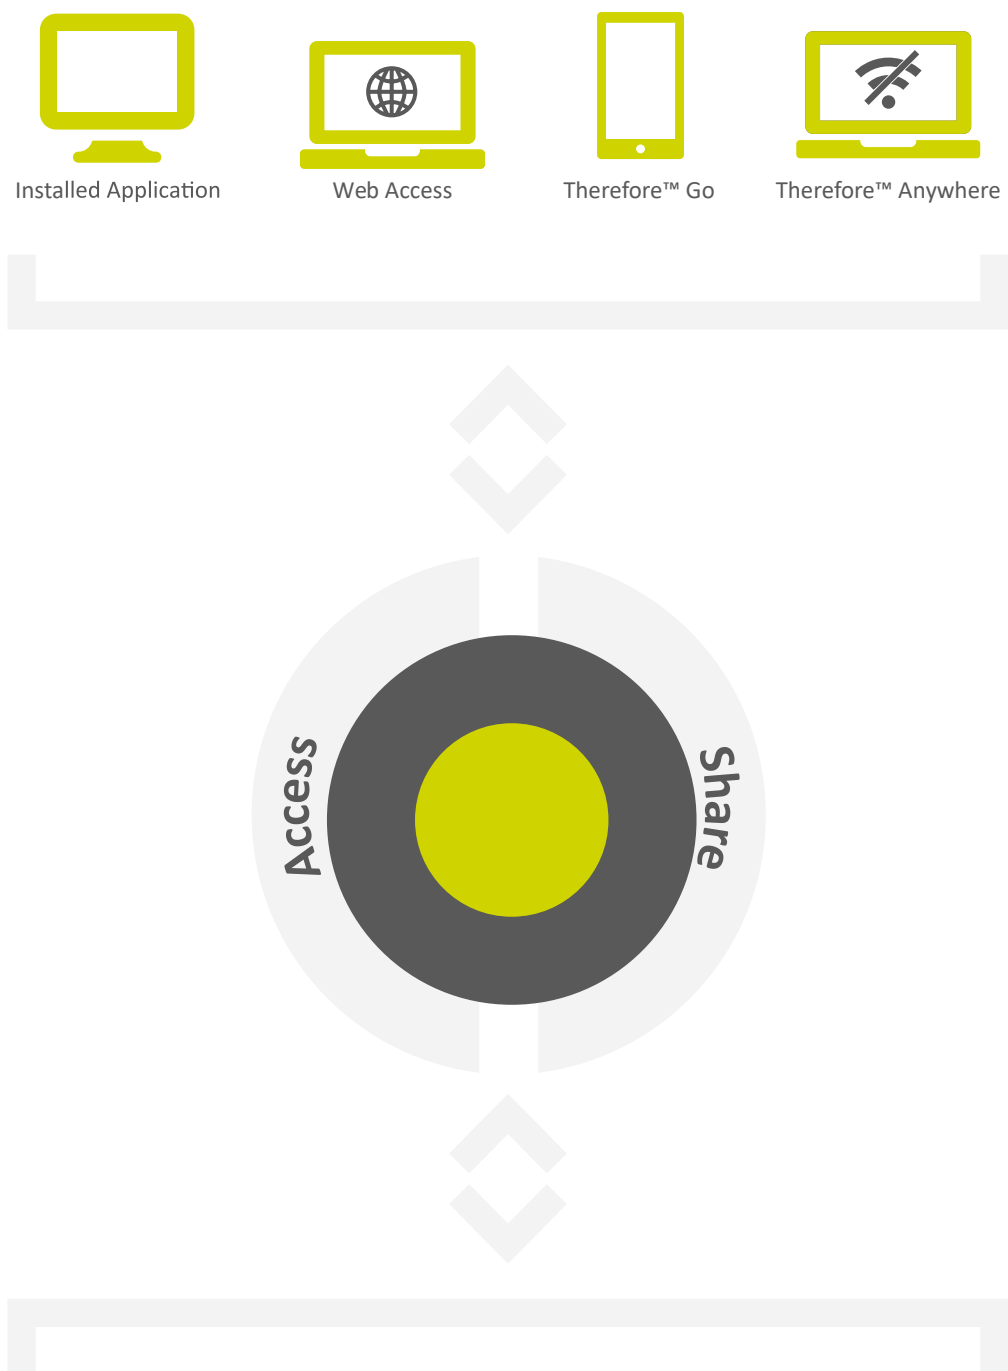 Installed Application
Web Access
Therefore™ Go
Therefore™ Anywhere
Access
Share